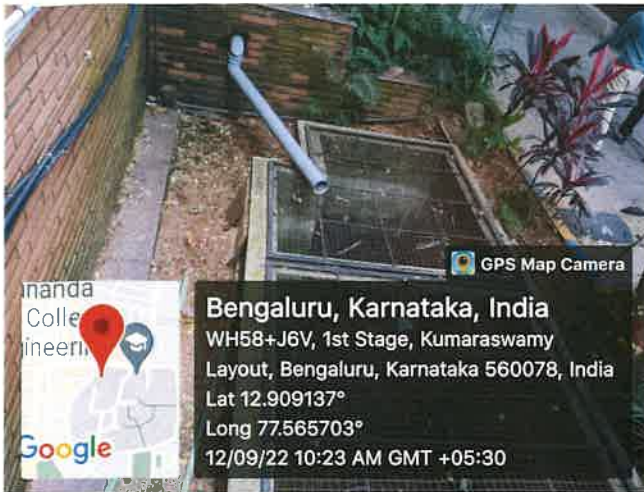 GPS Map Camera
Bengaluru, Karnataka, India
WH58+J6V, 1st Stage, Kumaraswamy
Layout, Bengaluru, Karnataka 560078, India
Lat 12.909137°
Long 77.565703°
12/09/22 10:23 AM GMT +05:30
Google